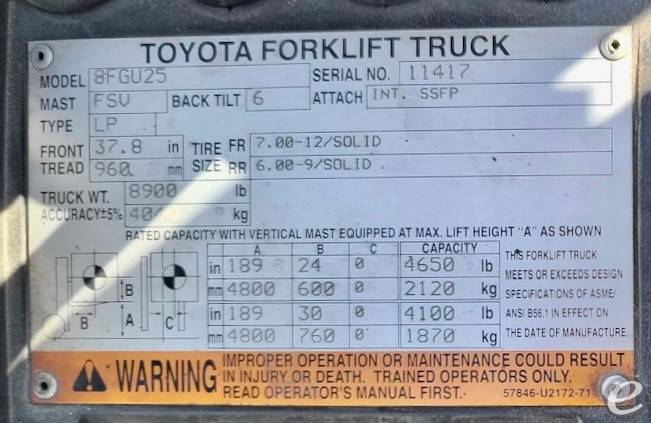 TOYOTA FORKLIFT TRUCK
MODEL 8FGU25 SERIAL NO. 11417
MAST FSV BACK TILT 6 ATTACH INT. SSFP
TYPE LP
FRONT TREAD 37.8 in TIRE SIZE FR 7.00-12/SOLID
960 mm RR 6.00-9/SOLID
TRUCK WT. 8900 lb
ACCURACY±5% kg
RATED CAPACITY WITH VERTICAL MAST EQUIPPED AT MAX. LIFT HEIGHT "A" AS SHOWN
A B C CAPACITY
in 189 24 0 4650 lb
mm 4800 600 0 2120 kg
in 189 30 0 4100 lb
mm 4800 760 0 1870 kg
B
B A C
THIS FORKLIFT TRUCK
MEETS OR EXCEEDS DESIGN
SPECIFICATIONS OF ASME/
ANSI B56.1 IN EFFECT ON
THE DATE OF MANUFACTURE.
WARNING
IMPROPER OPERATION OR MAINTENANCE COULD RESULT
IN INJURY OR DEATH. TRAINED OPERATORS ONLY.
READ OPERATOR'S MANUAL FIRST. 57846-U2172-71
e